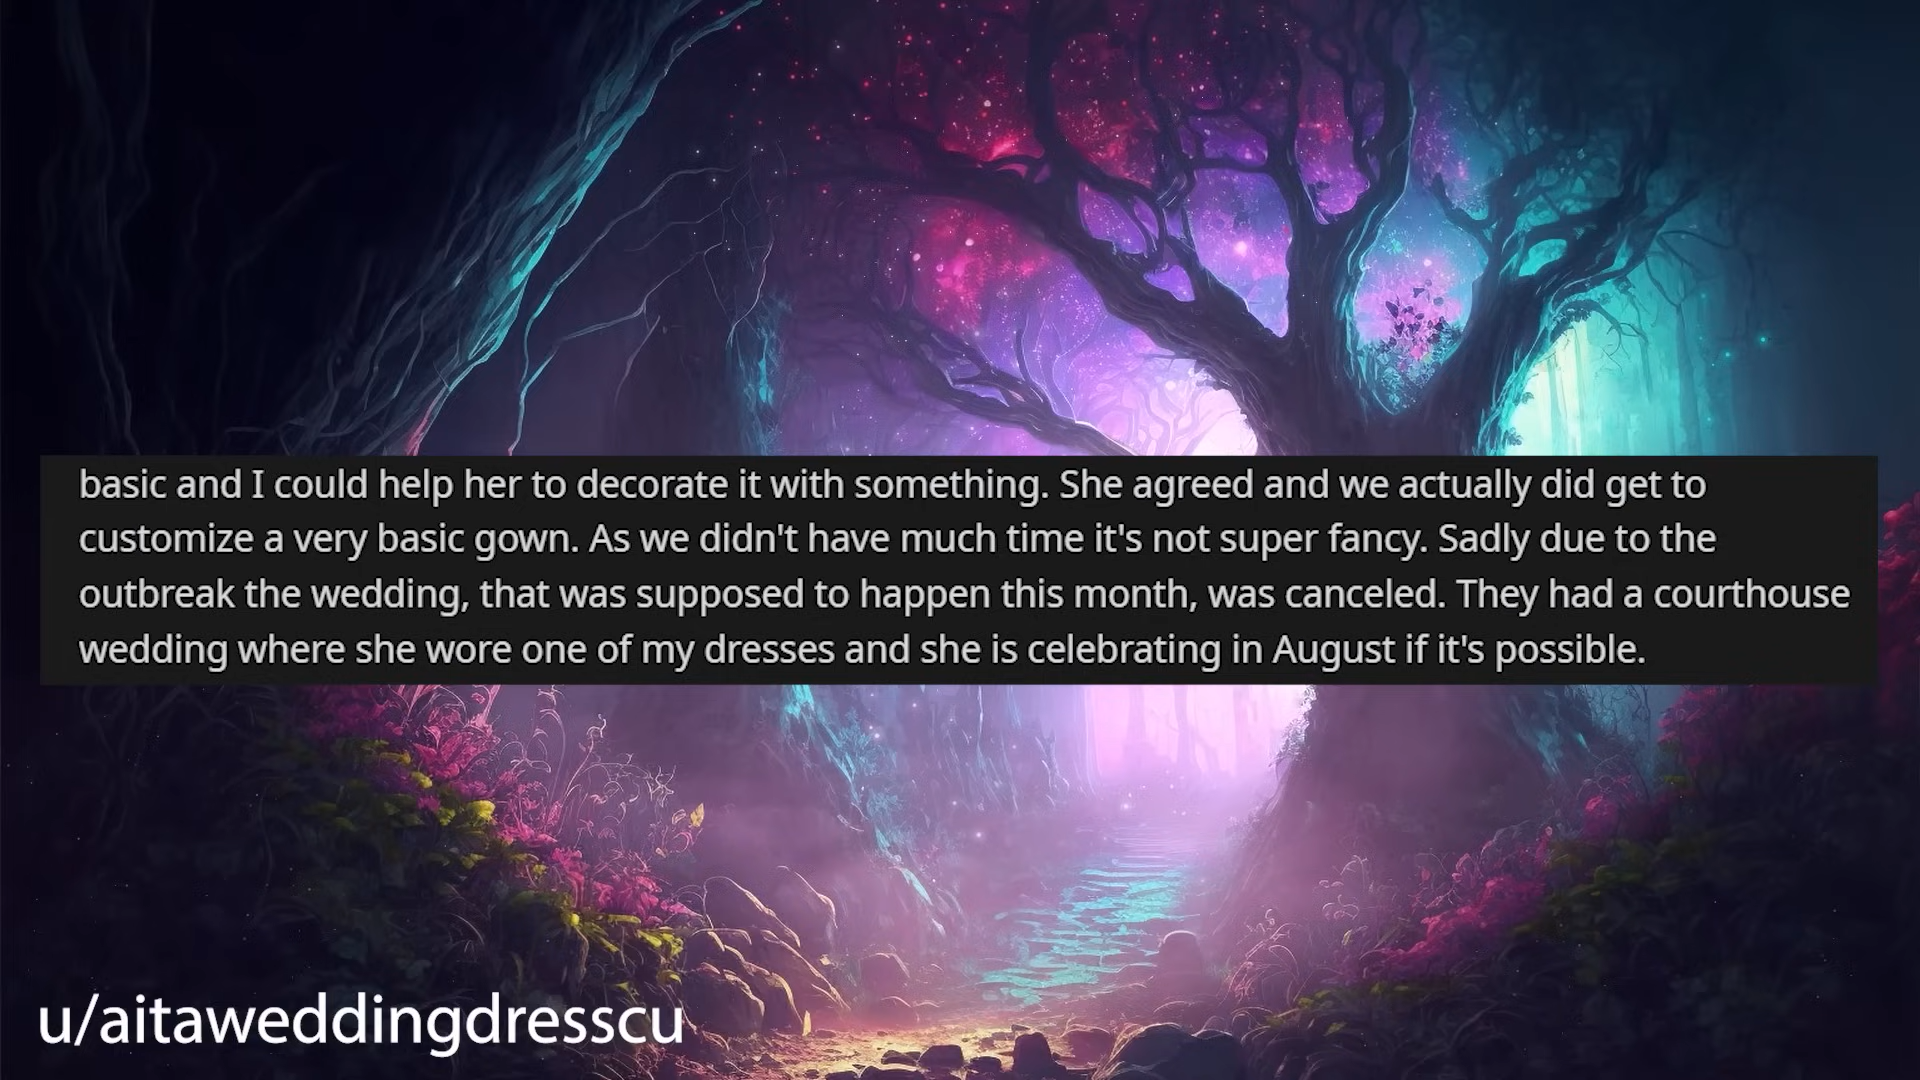 basic and I could help her to decorate it with something. She agreed and we actually did get to
customize a very basic gown. As we didn't have much time it's not super fancy. Sadly due to the
outbreak the wedding, that was supposed to happen this month, was canceled. They had a courthouse
wedding where she wore one of my dresses and she is celebrating in August if it's possible.
u/aitaweddingdresscu